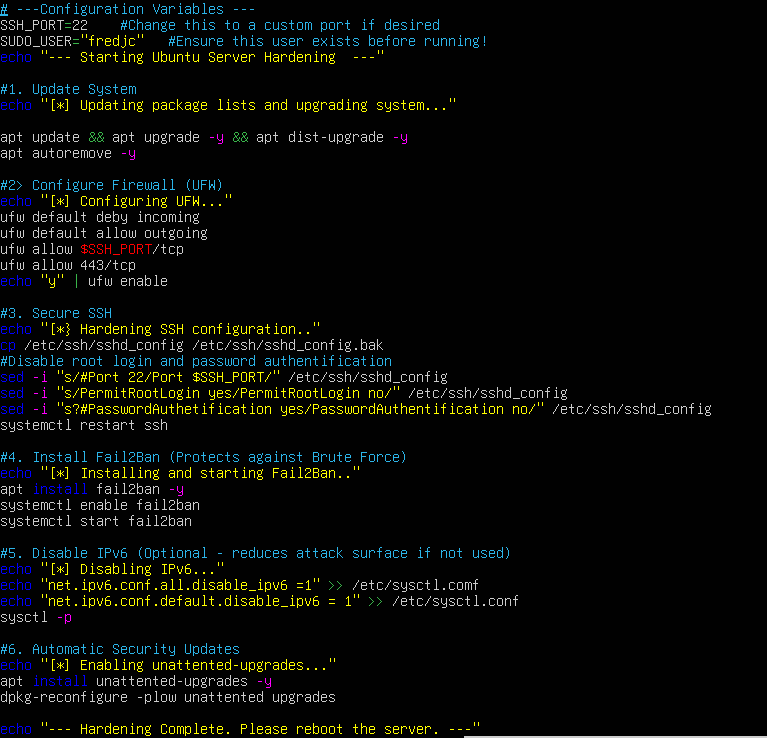 # ---Configuration Variables ---
SSH_PORT=22    #Change this to a custom port if desired
SUDO_USER="fredjc"   #Ensure this user exists before running!
echo "--- Starting Ubuntu Server Hardening  ---"
#1. Update System
echo "[*] Updating package lists and upgrading system..."
apt update && apt upgrade -y && apt dist-upgrade -y
apt autoremove -y
#2> Configure Firewall (UFW)
echo "[*] Configuring UFW..."
ufw default deby incoming
ufw default allow outgoing
ufw allow $SSH_PORT/tcp
ufw allow 443/tcp
echo "y" | ufw enable
#3. Secure SSH
echo "[*} Hardening SSH configuration.."
cp /etc/ssh/sshd_config /etc/ssh/sshd_config.bak
#Disable root login and password authentification
sed -i "s/#Port 22/Port $SSH_PORT/" /etc/ssh/sshd_config
sed -i "s/PermitRootLogin yes/PermitRootLogin no/" /etc/ssh/sshd_config
sed -i "s?#PasswordAuthetification yes/PasswordAuthentification no/" /etc/ssh/sshd_config
systemctl restart ssh
#4. Install Fail2Ban (Protects against Brute Force)
echo "[*] Installing and starting Fail2Ban.."
apt install fail2ban -y
systemctl enable fail2ban
systemctl start fail2ban
#5. Disable IPv6 (Optional - reduces attack surface if not used)
echo "[*] Disabling IPv6..."
echo "net.ipv6.conf.all.disable_ipv6 =1" >> /etc/sysctl.comf
echo "net.ipv6.conf.default.disable_ipv6 = 1" >> /etc/sysctl.conf
sysctl -p
#6. Automatic Security Updates
echo "[*] Enabling unattented-upgrades..."
apt install unattended-upgrades -y
dpkg-reconfigure -plow unattented upgrades
echo "--- Hardening Complete. Please reboot the server. ---"